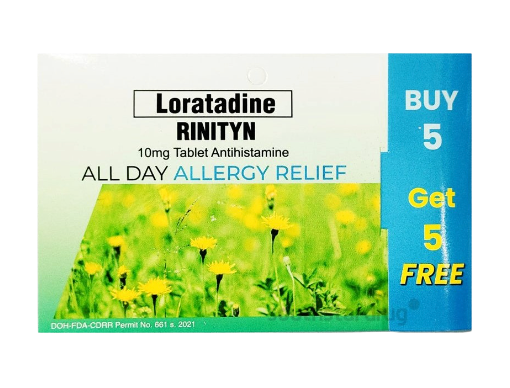 Loratadine
RINITYN
10mg Tablet Antihistamine
ALL DAY ALLERGY RELIEF
BUY
5
Get
5
FREE
southstardrug
DOH-FDA-CDRR Permit No. 661 s. 2021